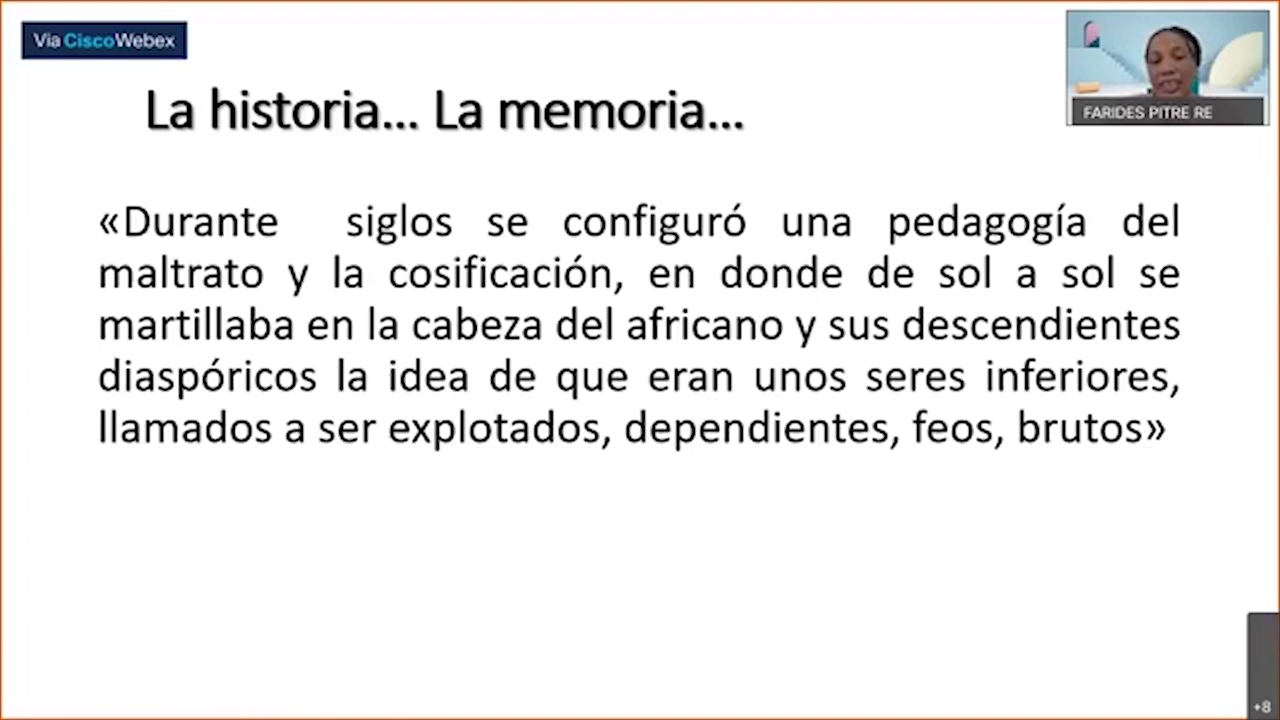 Via CiscoWebex
FARIDES PITRE RE
La historia... La memoria...
«Durante siglos se configuró una pedagogía del
maltrato y la cosificación, en donde de sol a sol se
martillaba en la cabeza del africano y sus descendientes
diaspóricos la idea de que eran unos seres inferiores,
llamados a ser explotados, dependientes, feos, brutos»
+8